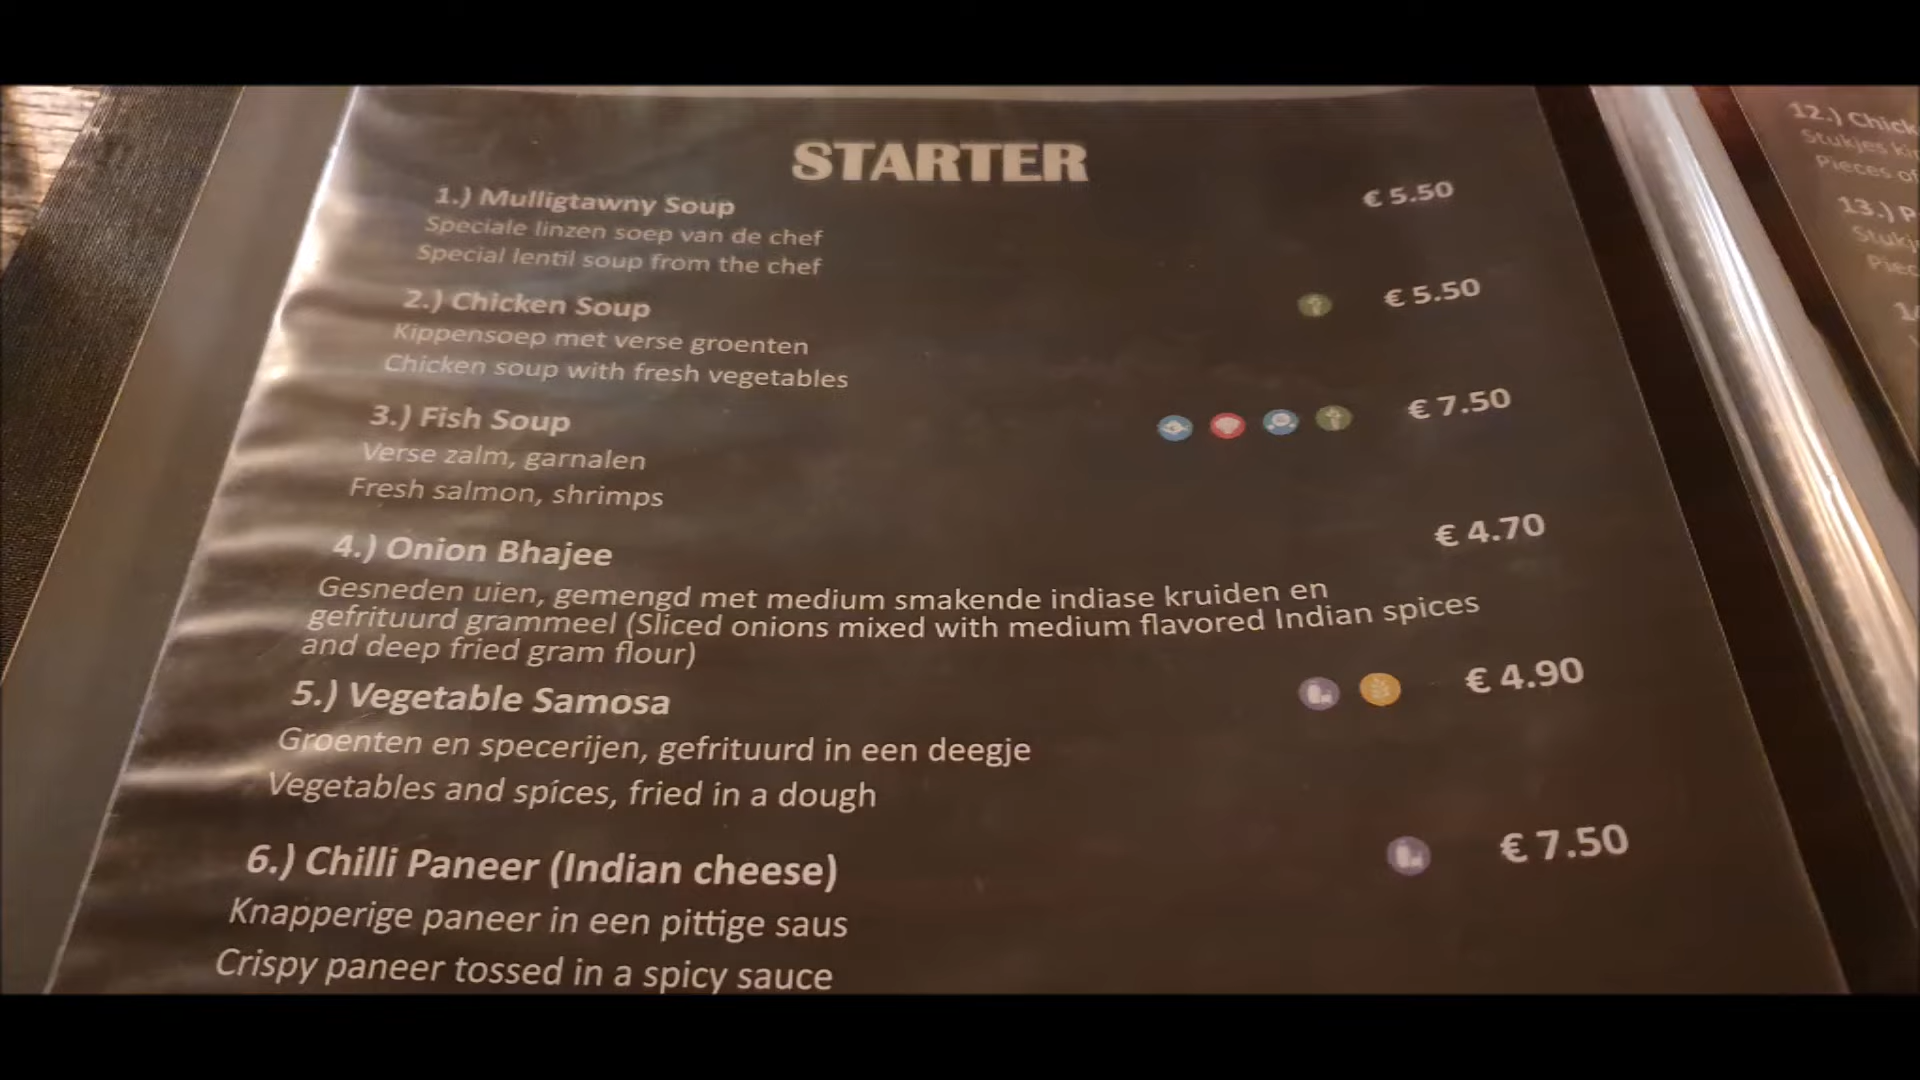 STARTER
1.) Mulligtawny Soup € 5.50
Speciale linzen soep van de chef
Special lentil soup from the chef
2.) Chicken Soup € 5.50
Kippensoep met verse groenten
Chicken soup with fresh vegetables
3.) Fish Soup € 7.50
Verse zalm, garnalen
Fresh salmon, shrimps
4.) Onion Bhajee € 4.70
Gesneden uien, gemengd met medium smakende indiase kruiden en
gefrituurd grammeel (Sliced onions mixed with medium flavored Indian spices
and deep fried gram flour)
5.) Vegetable Samosa € 4.90
Groenten en specerijen, gefrituurd in een deegje
Vegetables and spices, fried in a dough
6.) Chilli Paneer (Indian cheese) € 7.50
Knapperige paneer in een pittige saus
Crispy paneer tossed in a spicy sauce
12.)
Stukjes
Pieces
13.)